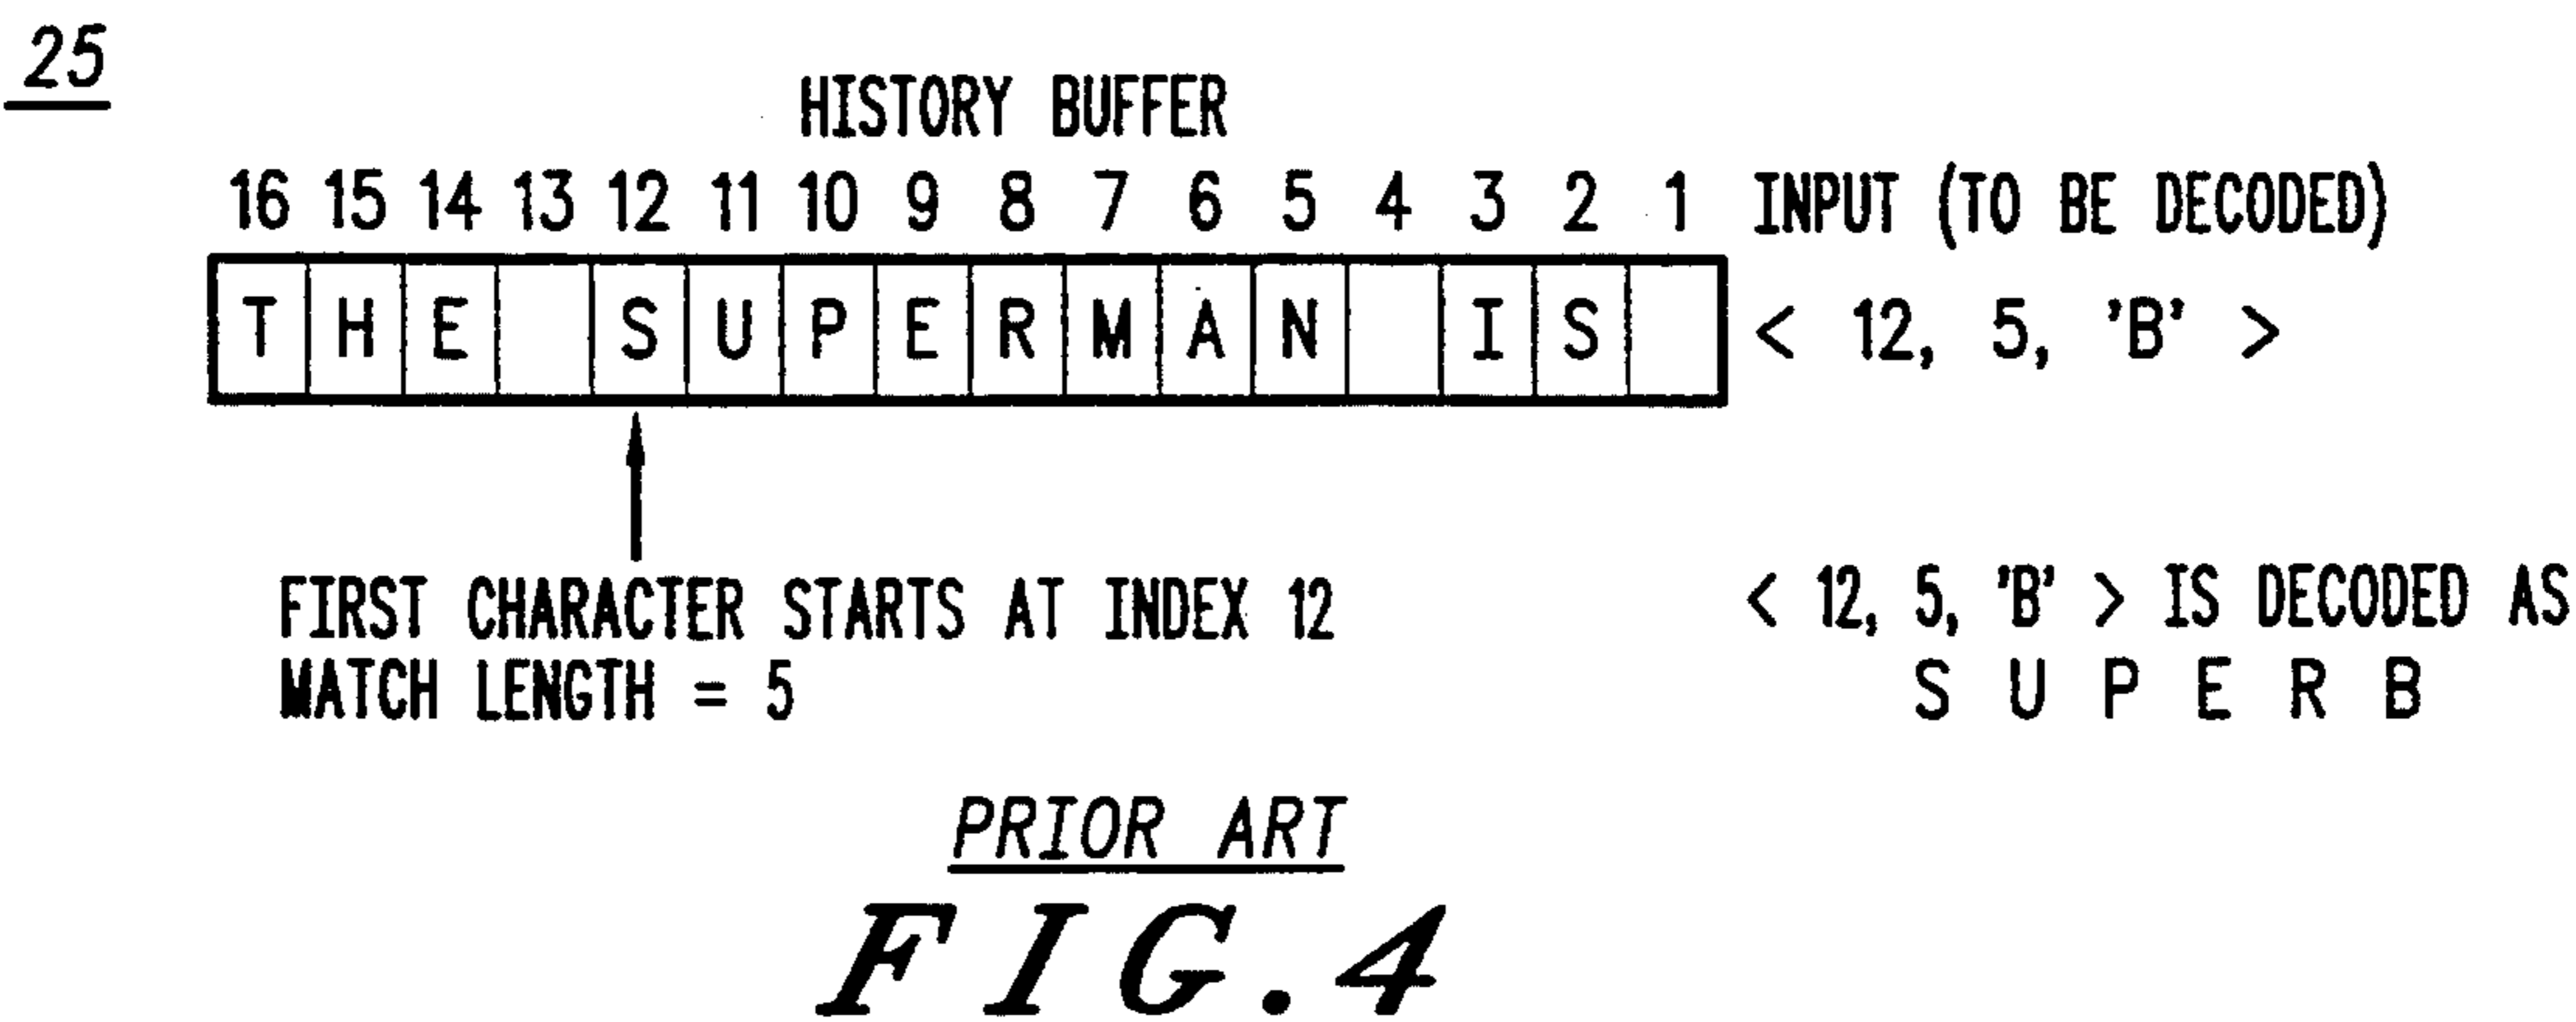 25
HISTORY BUFFER
16 15 14 13 12 11 10 9 8 7 6 5 4 3 2 1 INPUT (TO BE DECODED)
T H E S U P E R M A N I S < 12, 5, 'B' >
FIRST CHARACTER STARTS AT INDEX 12
MATCH LENGTH = 5
< 12, 5, 'B' > IS DECODED AS
S U P E R B
PRIOR ART
FIG.4